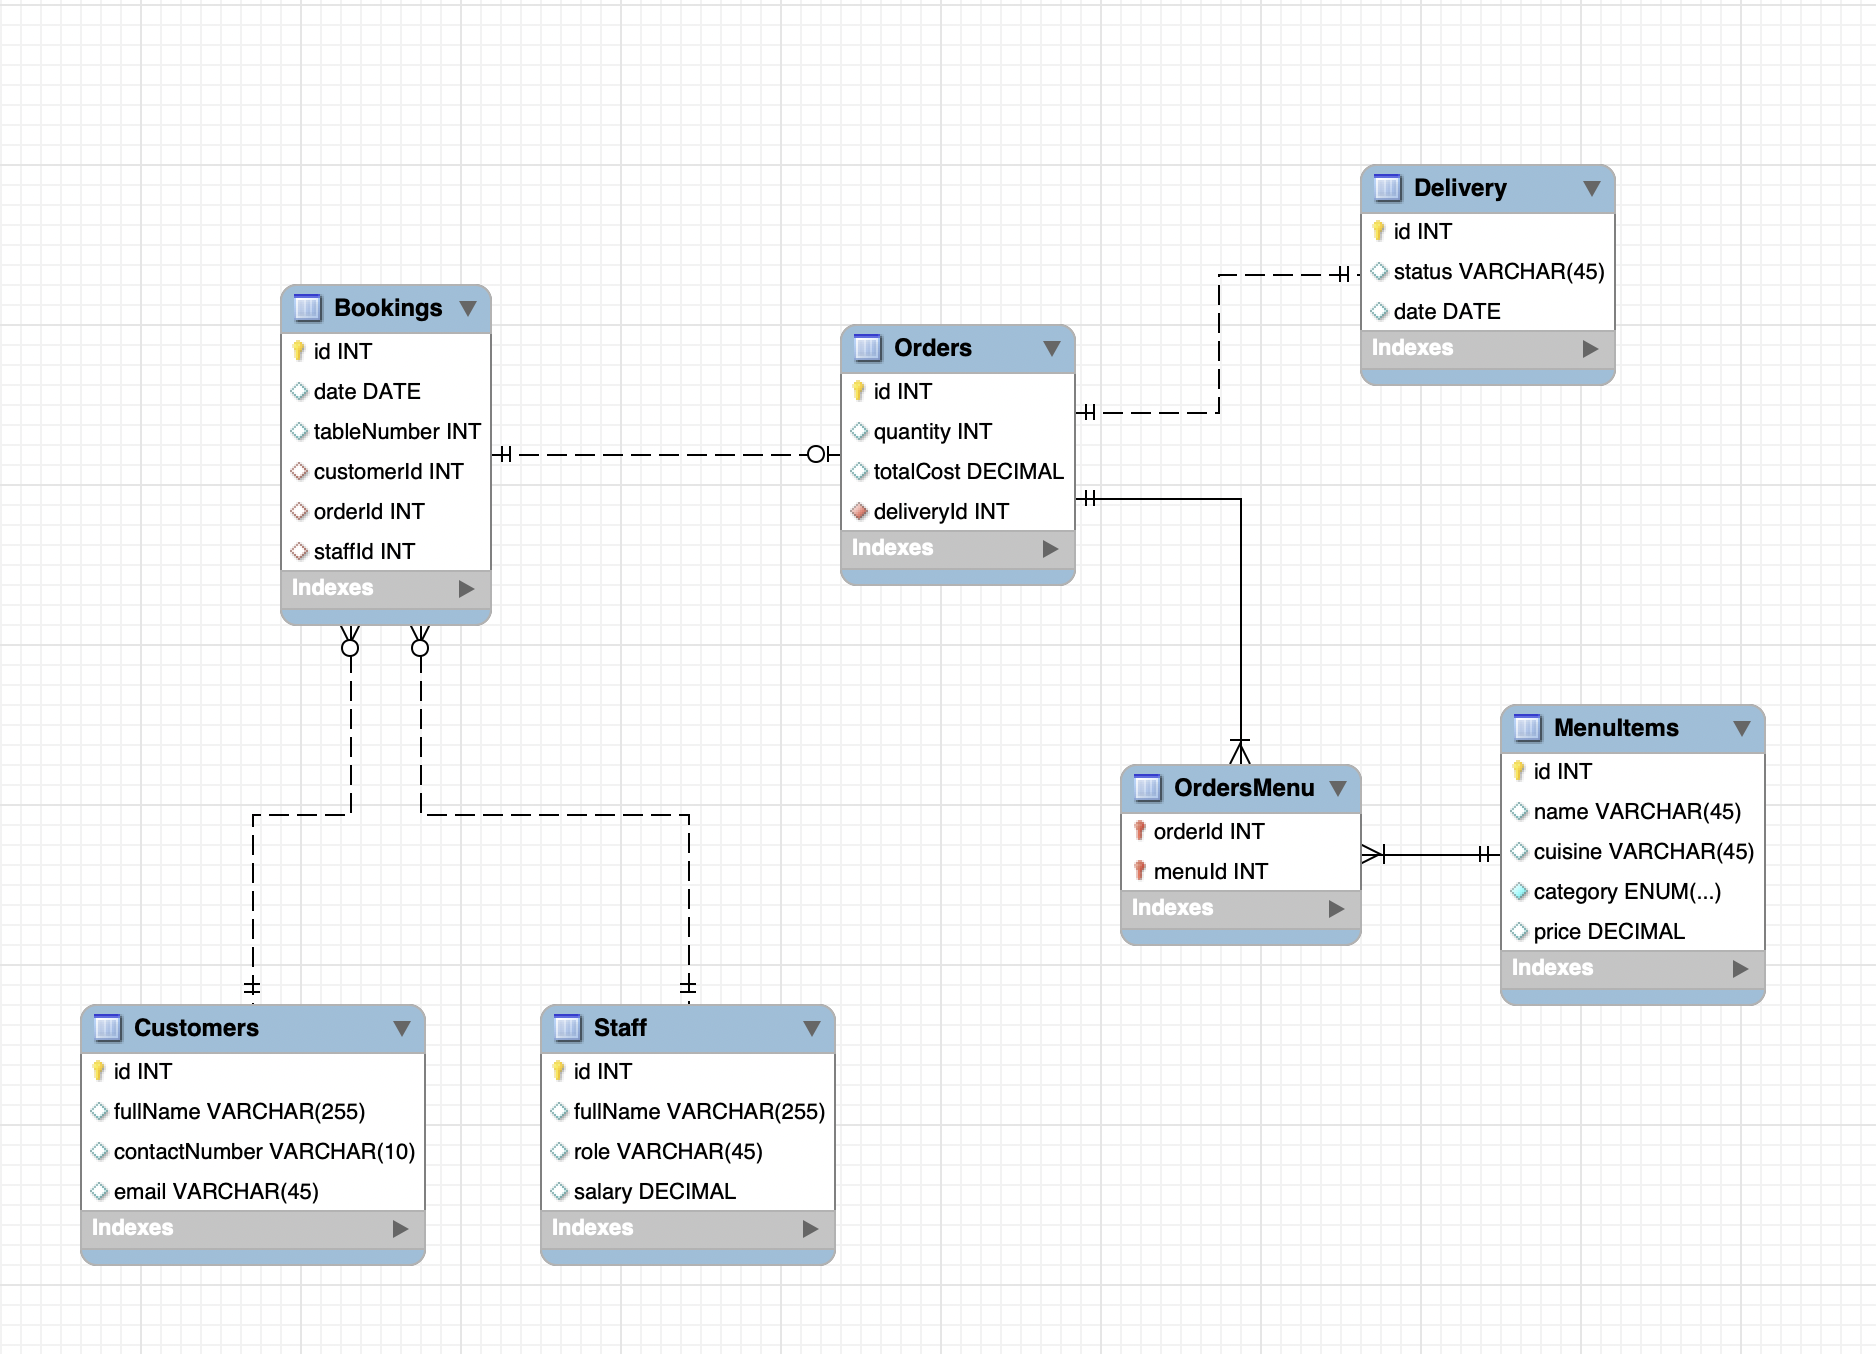 Delivery
id INT
status VARCHAR(45)
date DATE
Indexes
Bookings
id INT
date DATE
tableNumber INT
customerId INT
orderId INT
staffId INT
Indexes
Orders
id INT
quantity INT
totalCost DECIMAL
deliveryId INT
Indexes
OrdersMenu
orderId INT
menuId INT
Indexes
MenuItems
id INT
name VARCHAR(45)
cuisine VARCHAR(45)
category ENUM(...)
price DECIMAL
Indexes
Customers
id INT
fullName VARCHAR(255)
contactNumber VARCHAR(10)
email VARCHAR(45)
Indexes
Staff
id INT
fullName VARCHAR(255)
role VARCHAR(45)
salary DECIMAL
Indexes